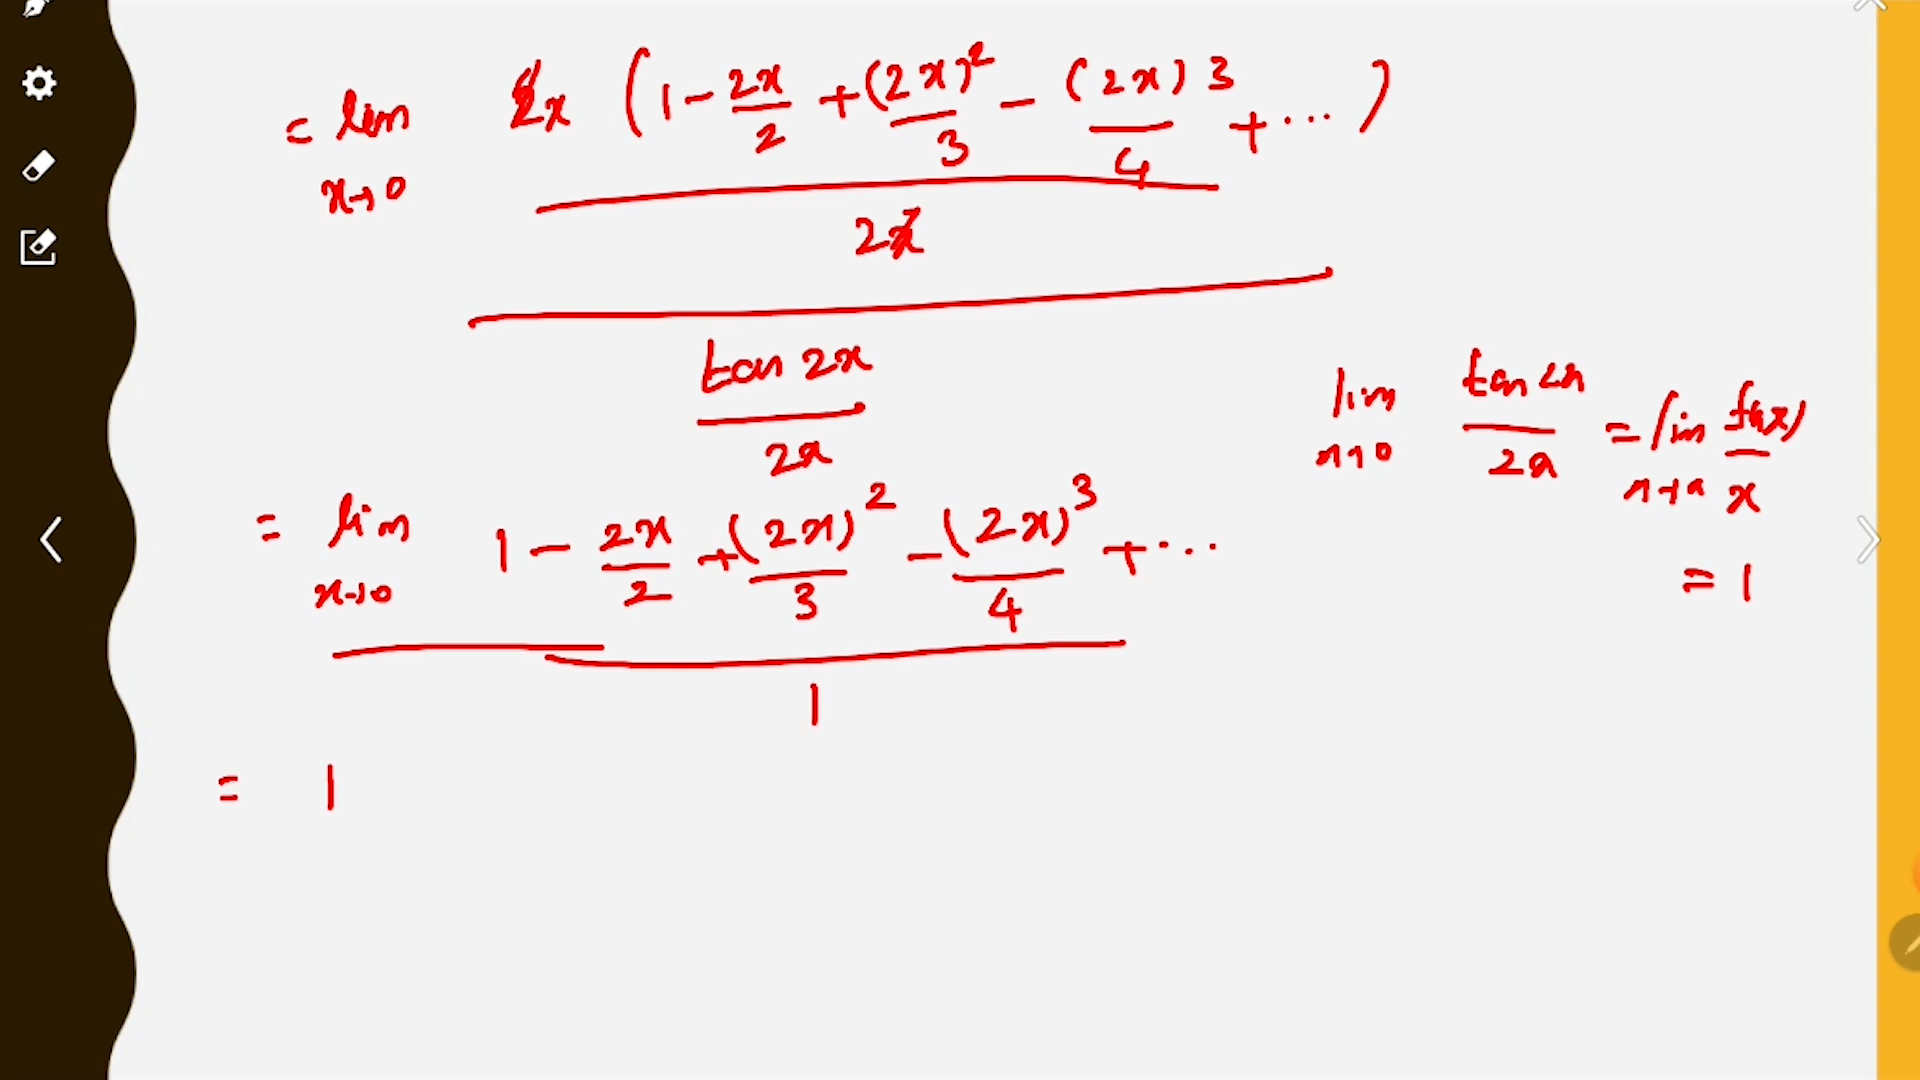 = lim 2x (1 - 2x/2 + (2x)²/3 - (2x)3/4 + ...)
x→0
2x
tan 2x
2x
lim tan 2x/2x = lim f(x)/x
x→0 x→a
= 1
= lim 1 - 2x/2 + (2x)²/3 - (2x)³/4 + ...
x→0
1
= 1